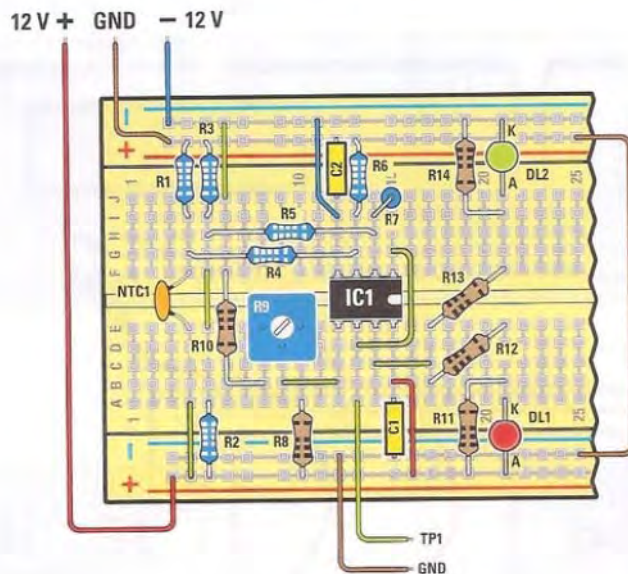 12 V + GND - 12 V
-
+
R3
R1
C2
R6
R14
K
A
DL2
1
10
20
25
R7
J
I
H
G
F
R5
R4
R13
NTC1
R9
IC1
R10
R12
E
D
C
B
A
1
20
25
R2
R8
C1
R11
K
A
DL1
-
+
TP1
GND